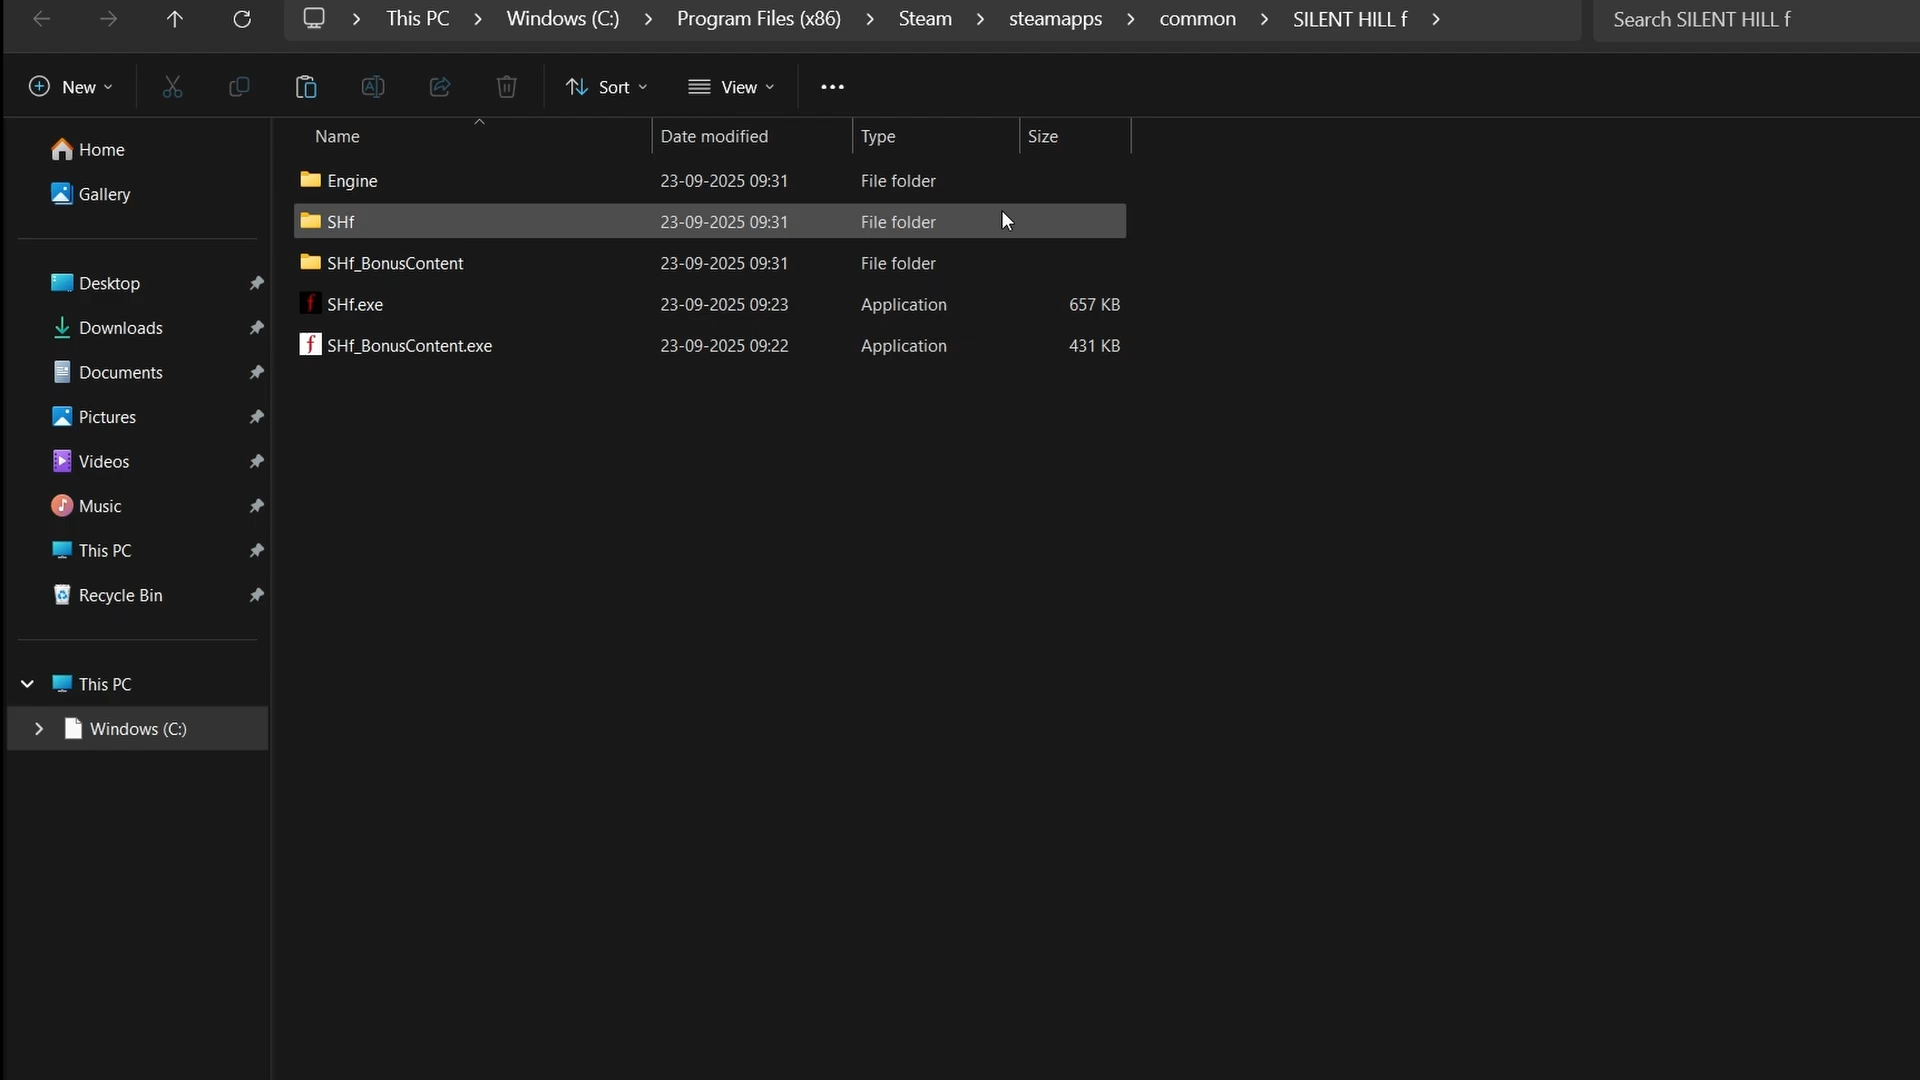 This PC > Windows (C:) > Program Files (x86) > Steam > steamapps > common > SILENT HILL f >
Search SILENT HILL f
New
Sort
View
Name
Date modified
Type
Size
Home
Gallery
Desktop
Downloads
Documents
Pictures
Videos
Music
This PC
Recycle Bin
This PC
Windows (C:)
Engine 23-09-2025 09:31 File folder
SHf 23-09-2025 09:31 File folder
SHf_BonusContent 23-09-2025 09:31 File folder
SHf.exe 23-09-2025 09:23 Application 657 KB
SHf_BonusContent.exe 23-09-2025 09:22 Application 431 KB